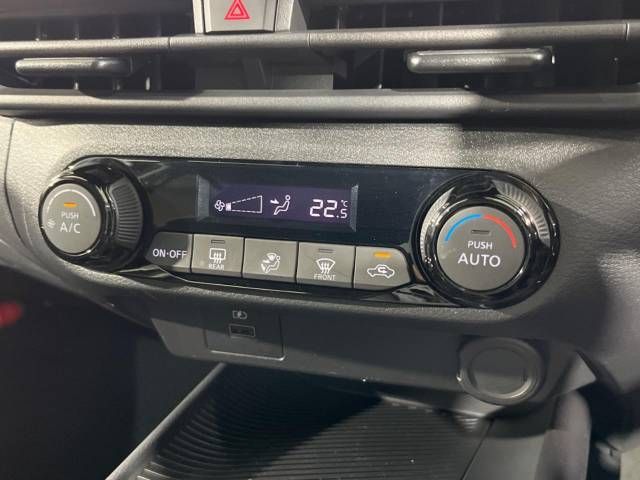 PUSH
A/C
22.5°C
ON·OFF
REAR
FRONT
PUSH
AUTO